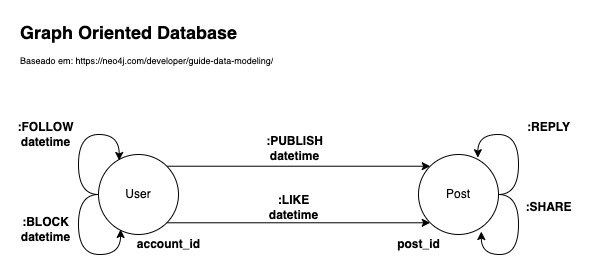 Graph Oriented Database
Baseado em: https://neo4j.com/developer/guide-data-modeling/
:FOLLOW
datetime
:PUBLISH
datetime
:REPLY
User
Post
:BLOCK
datetime
:LIKE
datetime
:SHARE
account_id
post_id